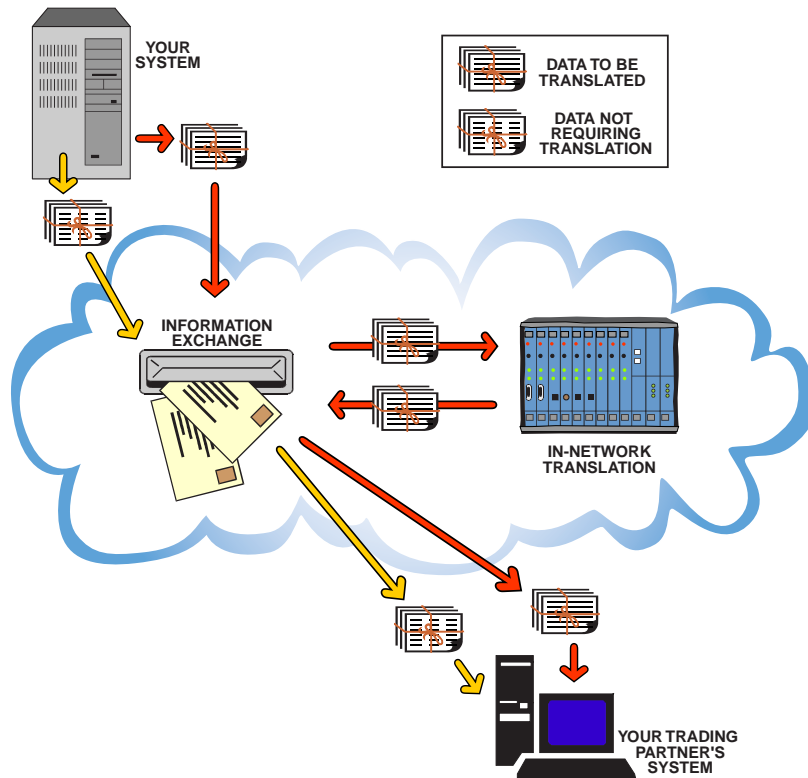 YOUR
SYSTEM
DATA TO BE
TRANSLATED
DATA NOT
REQUIRING
TRANSLATION
INFORMATION
EXCHANGE
IN-NETWORK
TRANSLATION
YOUR TRADING
PARTNER'S
SYSTEM